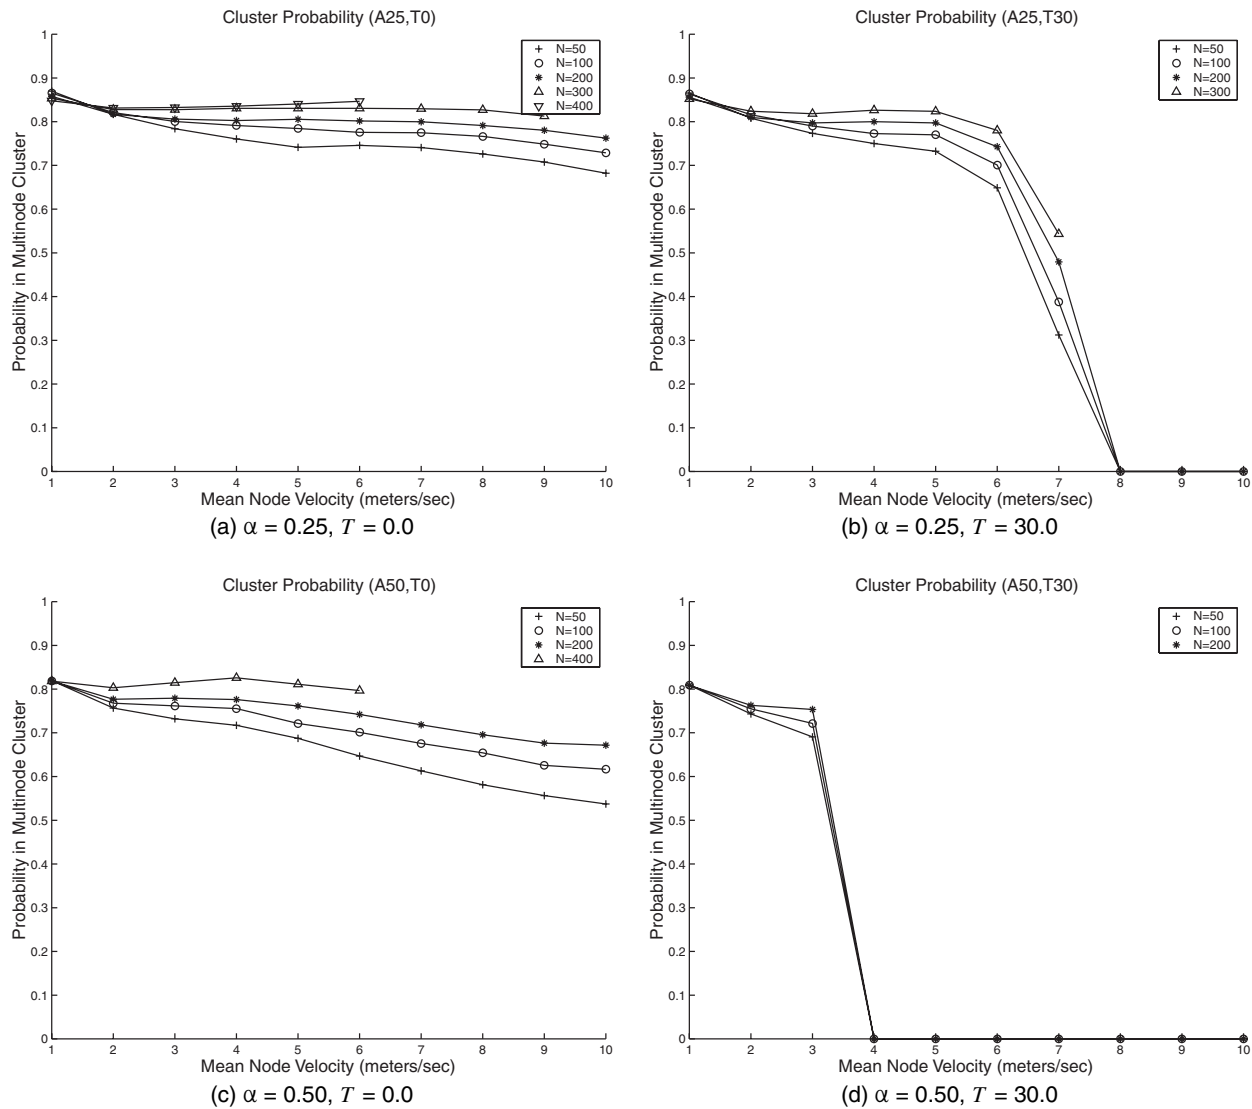 Cluster Probability (A25,T0)
1
0.9
0.8
0.7
0.6
0.5
0.4
0.3
0.2
0.1
0
Probability in Multinode Cluster
N=50
N=100
N=200
N=300
N=400
1 2 3 4 5 6 7 8 9 10
Mean Node Velocity (meters/sec)
(a) α = 0.25, T = 0.0
Cluster Probability (A25,T30)
1
0.9
0.8
0.7
0.6
0.5
0.4
0.3
0.2
0.1
0
Probability in Multinode Cluster
N=50
N=100
N=200
N=300
1 2 3 4 5 6 7 8 9 10
Mean Node Velocity (meters/sec)
(b) α = 0.25, T = 30.0
Cluster Probability (A50,T0)
1
0.9
0.8
0.7
0.6
0.5
0.4
0.3
0.2
0.1
0
Probability in Multinode Cluster
N=50
N=100
N=200
N=400
1 2 3 4 5 6 7 8 9 10
Mean Node Velocity (meters/sec)
(c) α = 0.50, T = 0.0
Cluster Probability (A50,T30)
1
0.9
0.8
0.7
0.6
0.5
0.4
0.3
0.2
0.1
0
Probability in Multinode Cluster
N=50
N=100
N=200
1 2 3 4 5 6 7 8 9 10
Mean Node Velocity (meters/sec)
(d) α = 0.50, T = 30.0